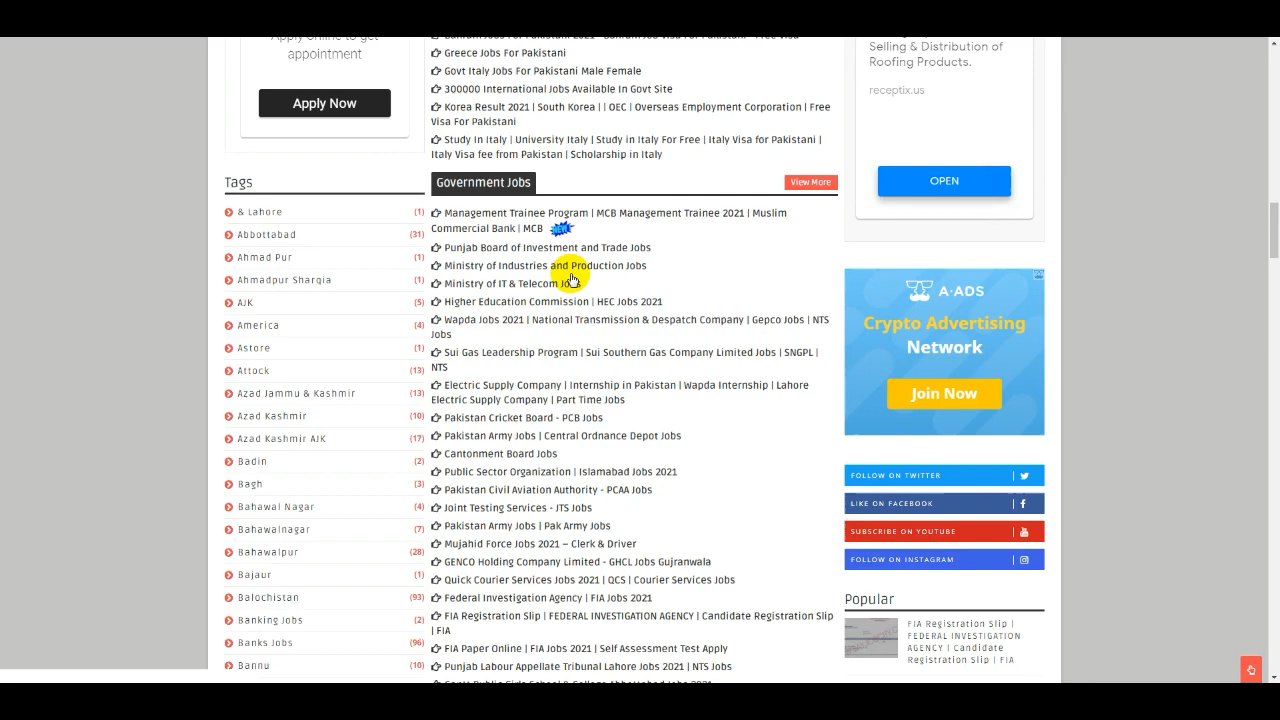 Apply Online to get
appointment
Apply Now
Greece Jobs For Pakistani
Govt Italy Jobs For Pakistani Male Female
300000 International Jobs Available In Govt Site
Korea Result 2021 | South Korea | | OEC | Overseas Employment Corporation | Free
Visa For Pakistani
Study In Italy | University Italy | Study in Italy For Free | Italy Visa for Pakistani |
Italy Visa fee from Pakistan | Scholarship in Italy
Selling & Distribution of
Roofing Products.
receptix.us
OPEN
Tags
& Lahore (1)
Abbottabad (31)
Ahmad Pur (1)
Ahmadpur Sharqia (1)
AJK (5)
America (4)
Astore (1)
Attock (13)
Azad Jammu & Kashmir (13)
Azad Kashmir (10)
Azad Kashmir AJK (17)
Badin (2)
Bagh (3)
Bahawal Nagar (4)
Bahawalnagar (7)
Bahawalpur (28)
Bajaur (1)
Balochistan (93)
Banking Jobs (2)
Banks Jobs (96)
Bannu (10)
Government Jobs
View More
Management Trainee Program | MCB Management Trainee 2021 | Muslim
Commercial Bank | MCB NEW
Punjab Board of Investment and Trade Jobs
Ministry of Industries and Production Jobs
Ministry of IT & Telecom Jobs
Higher Education Commission | HEC Jobs 2021
Wapda Jobs 2021 | National Transmission & Despatch Company | Gepco Jobs | NTS
Jobs
Sui Gas Leadership Program | Sui Southern Gas Company Limited Jobs | SNGPL |
NTS
Electric Supply Company | Internship in Pakistan | Wapda Internship | Lahore
Electric Supply Company | Part Time Jobs
Pakistan Cricket Board - PCB Jobs
Pakistan Army Jobs | Central Ordnance Depot Jobs
Cantonment Board Jobs
Public Sector Organization | Islamabad Jobs 2021
Pakistan Civil Aviation Authority - PCAA Jobs
Joint Testing Services - JTS Jobs
Pakistan Army Jobs | Pak Army Jobs
Mujahid Force Jobs 2021 – Clerk & Driver
GENCO Holding Company Limited - GHCL Jobs Gujranwala
Quick Courier Services Jobs 2021 | QCS | Courier Services Jobs
Federal Investigation Agency | FIA Jobs 2021
FIA Registration Slip | FEDERAL INVESTIGATION AGENCY | Candidate Registration Slip
| FIA
FIA Paper Online | FIA Jobs 2021 | Self Assessment Test Apply
Punjab Labour Appellate Tribunal Lahore Jobs 2021 | NTS Jobs
A-ADS
Crypto Advertising
Network
Join Now
FOLLOW ON TWITTER
LIKE ON FACEBOOK
SUBSCRIBE ON YOUTUBE
FOLLOW ON INSTAGRAM
Popular
FIA Registration Slip |
FEDERAL INVESTIGATION
AGENCY | Candidate
Registration Slip | FIA